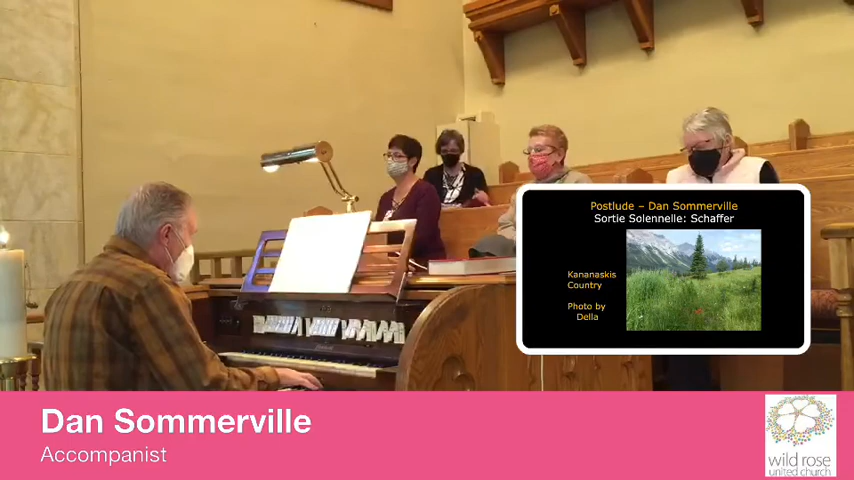 Postlude – Dan Sommerville
Sortie Solennelle: Schaffer
Kananaskis
Country
Photo by
Della
Dan Sommerville
Accompanist
wild rose
united church